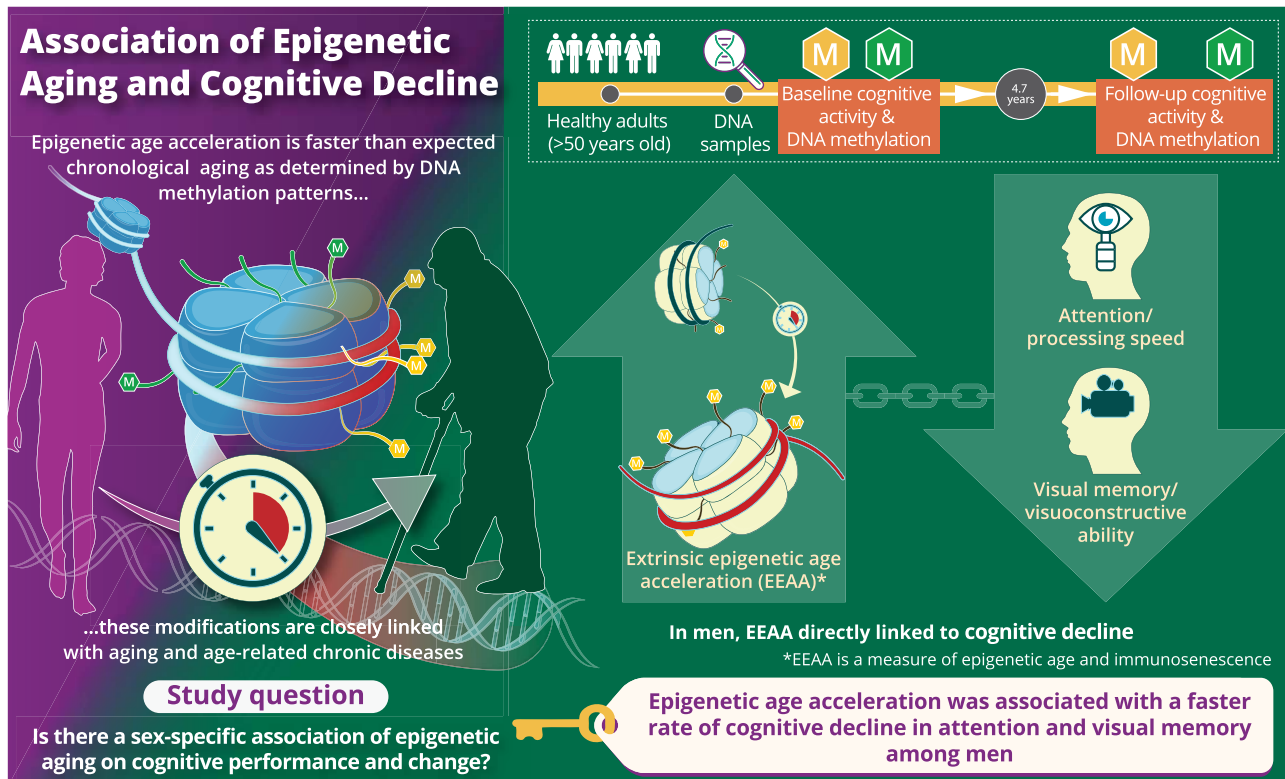 Association of Epigenetic
Aging and Cognitive Decline
Epigenetic age acceleration is faster than expected
chronological aging as determined by DNA
methylation patterns...
M
M
M
M
M
M
...these modifications are closely linked
with aging and age-related chronic diseases
Study question
Is there a sex-specific association of epigenetic
aging on cognitive performance and change?
Healthy adults
(>50 years old)
DNA
samples
M
M
Baseline cognitive
activity &
DNA methylation
4.7
years
M
M
Follow-up cognitive
activity &
DNA methylation
M
M
M
M
M
M
M
Extrinsic epigenetic age
acceleration (EEAA)*
Attention/
processing speed
Visual memory/
visuoconstructive
ability
In men, EEAA directly linked to cognitive decline
*EEAA is a measure of epigenetic age and immunosenescence
Epigenetic age acceleration was associated with a faster
rate of cognitive decline in attention and visual memory
among men